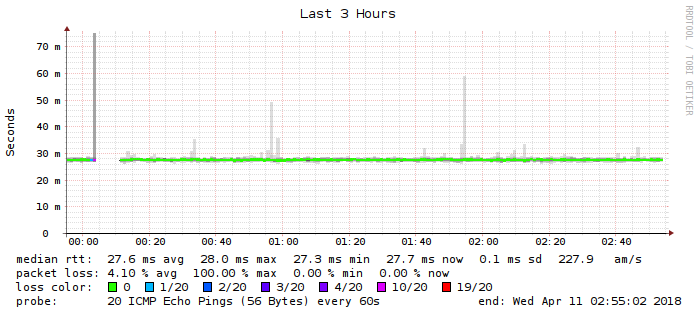 Last 3 Hours
RRDTOOL / TOBI OETIKER
Seconds
70 m
60 m
50 m
40 m
30 m
20 m
10 m
0
00:00 00:20 00:40 01:00 01:20 01:40 02:00 02:20 02:40
median rtt: 27.6 ms avg 28.0 ms max 27.3 ms min 27.7 ms now 0.1 ms sd 227.9 am/s
packet loss: 4.10 % avg 100.00 % max 0.00 % min 0.00 % now
loss color: 0 1/20 2/20 3/20 4/20 10/20 19/20
probe: 20 ICMP Echo Pings (56 Bytes) every 60s end: Wed Apr 11 02:55:02 2018